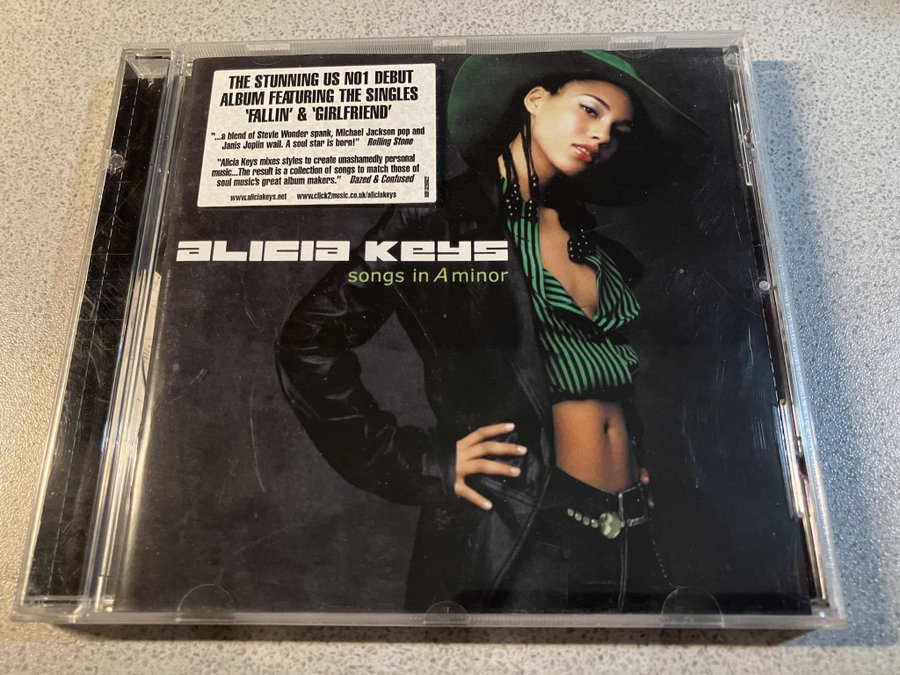 THE STUNNING US NO1 DEBUT
ALBUM FEATURING THE SINGLES
'FALLIN' & 'GIRLFRIEND'
"...a blend of Stevie Wonder spank, Michael Jackson pop and
Janis Joplin wail. A soul star is born!" Rolling Stone
"Alicia Keys mixes styles to create unashamedly personal
music...The result is a collection of songs to match those of
soul music's great album makers." Dazed & Confused
www.aliciakeys.net www.click2music.co.uk/aliciakeys
ALICIA KEYS
songs in A minor